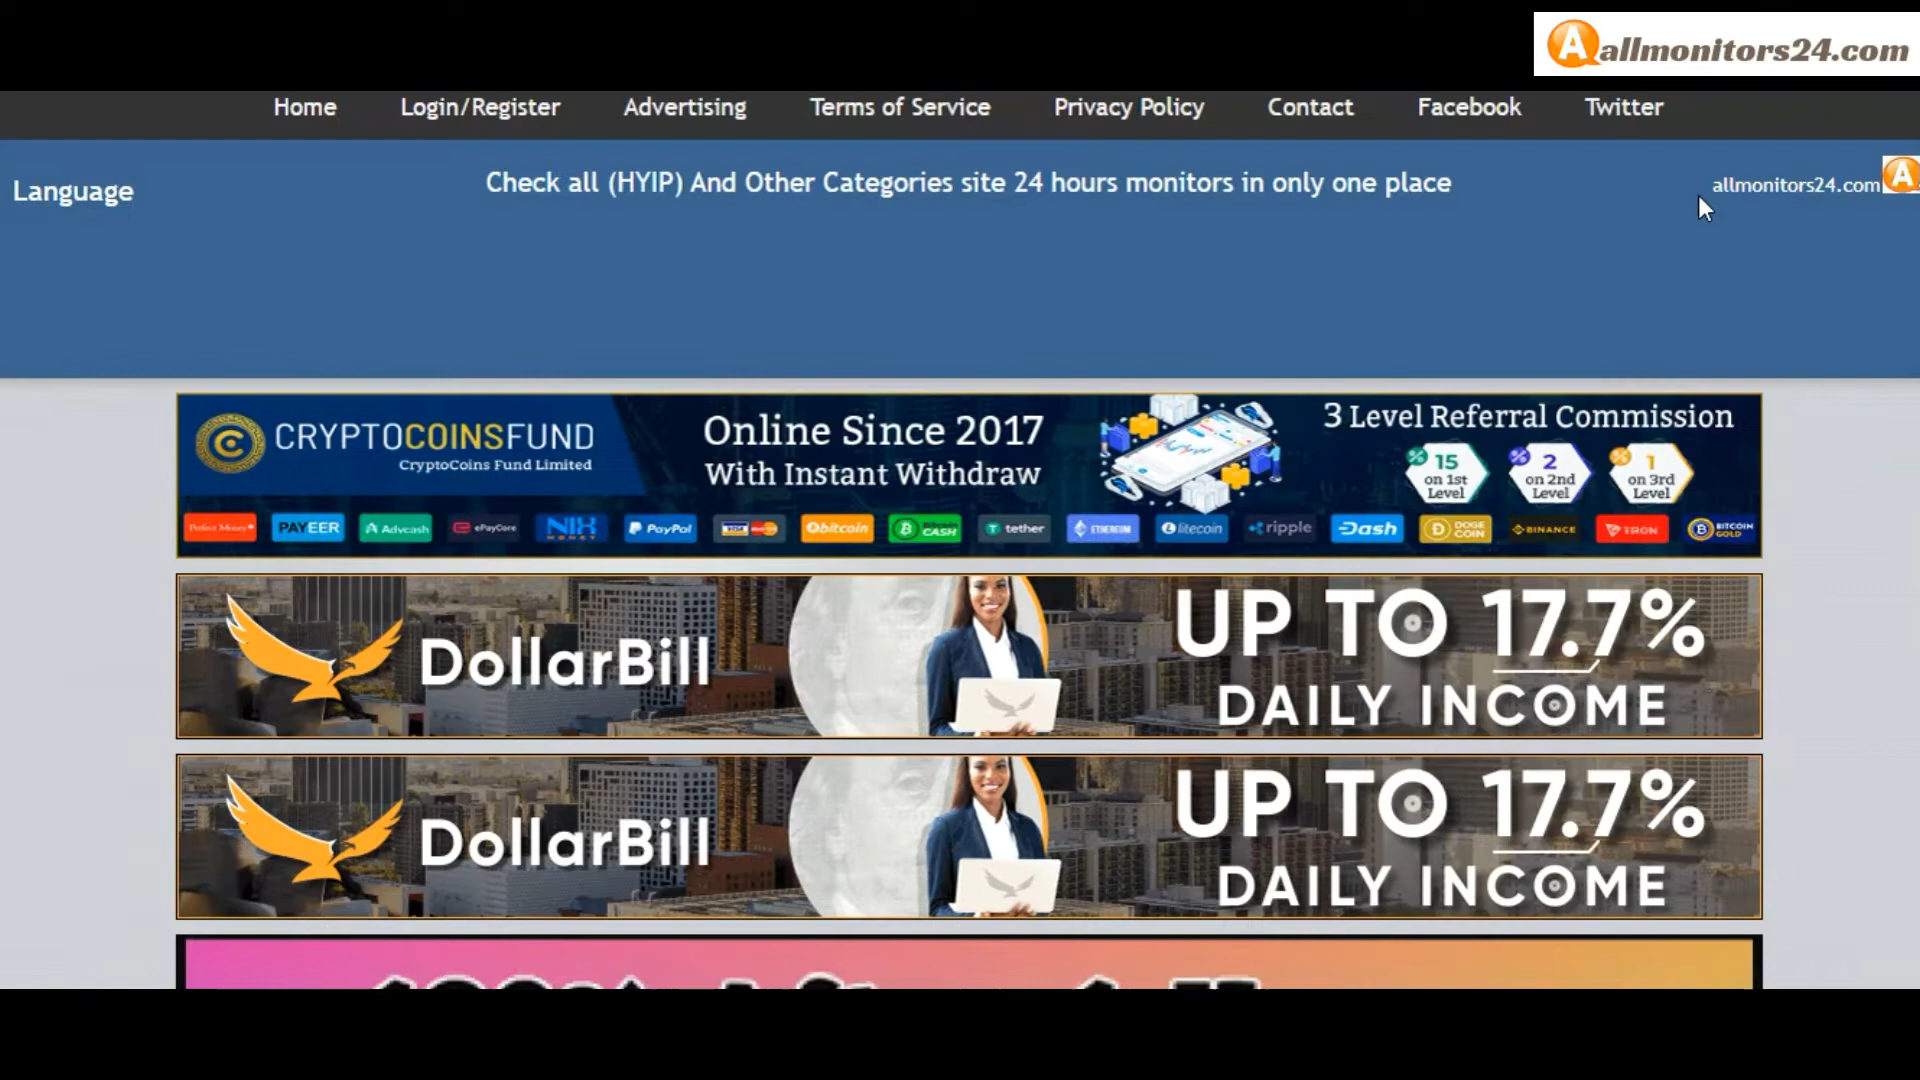 allmonitors24.com
Home Login/Register Advertising Terms of Service Privacy Policy Contact Facebook Twitter
Language
Check all (HYIP) And Other Categories site 24 hours monitors in only one place
allmonitors24.com
CRYPTOCOINSFUND
CryptoCoins Fund Limited
Online Since 2017
With Instant Withdraw
3 Level Referral Commission
% 15 on 1st Level
% 2 on 2nd Level
% 1 on 3rd Level
Perfect Money PAYEER Advcash ePayCore NIX MONEY PayPal VISA bitcoin BITCOIN CASH tether ETHEREUM litecoin ripple Dash DOGE COIN BINANCE TRON BITCOIN GOLD
DollarBill
UP TO 17.7%
DAILY INCOME
DollarBill
UP TO 17.7%
DAILY INCOME